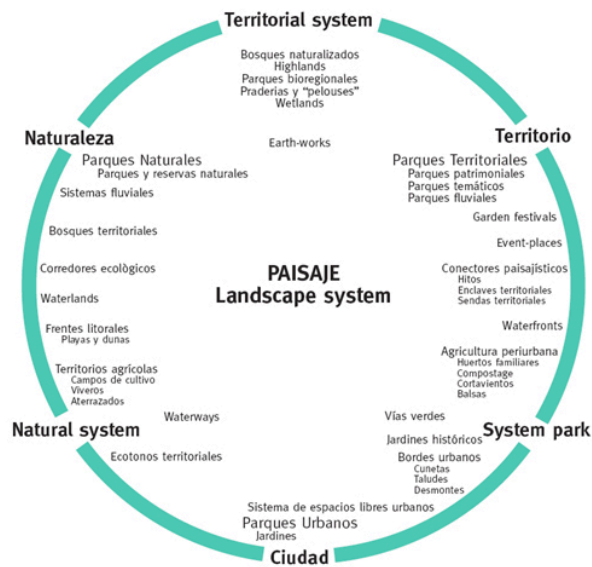 Territorial system
Bosques naturalizados
Highlands
Parques bioregionales
Praderias y “pelouses”
Wetlands
Earth-works
Naturaleza
Parques Naturales
Parques y reservas naturales
Sistemas fluviales
Bosques territoriales
Corredores ecològicos
Waterlands
Frentes litorales
Playas y dunas
Territorios agrícolas
Campos de cultivo
Viveros
Aterrazados
Waterways
Natural system
Ecotonos territoriales
PAISAJE
Landscape system
Territorio
Parques Territoriales
Parques patrimoniales
Parques temáticos
Parques fluviales
Garden festivals
Event-places
Conectores paisajísticos
Hitos
Enclaves territoriales
Sendas territoriales
Waterfronts
Agricultura periurbana
Huertos familiares
Compostage
Cortavientos
Balsas
Vías verdes
System park
Jardines históricos
Bordes urbanos
Cunetas
Taludes
Desmontes
Sistema de espacios libres urbanos
Parques Urbanos
Jardines
Ciudad